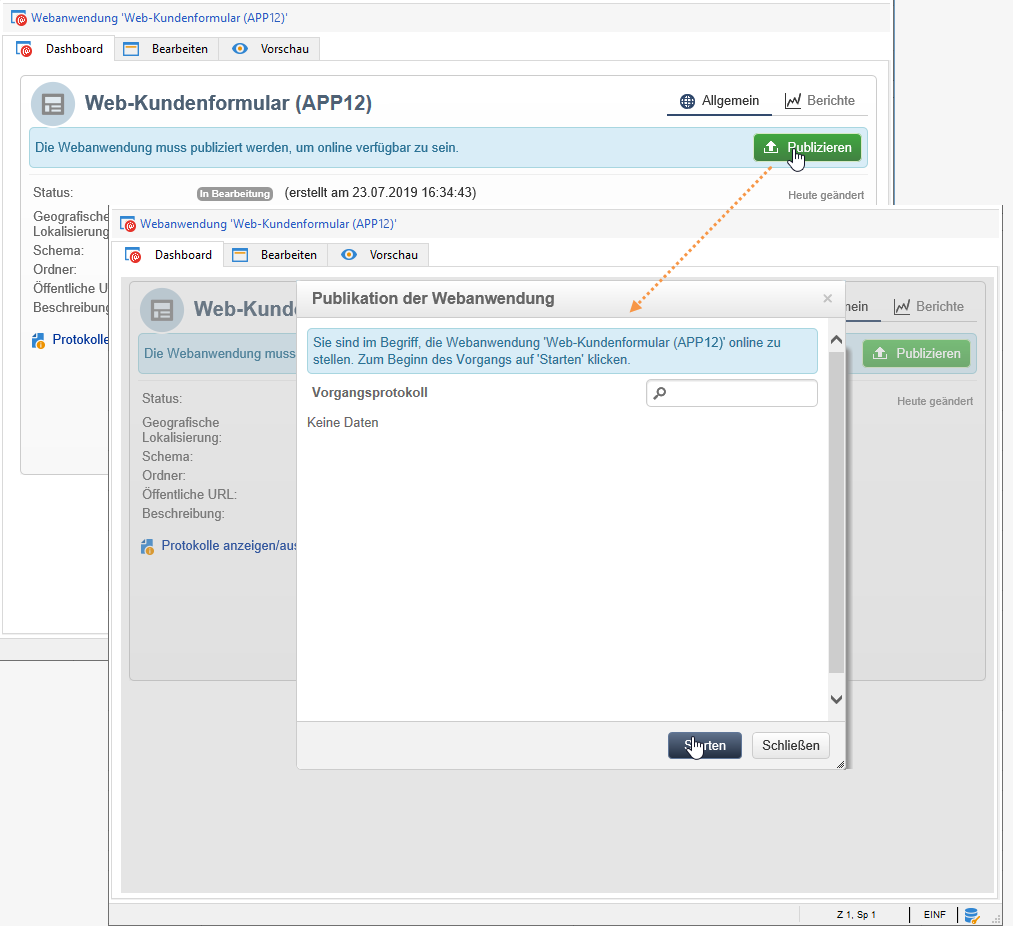 Webanwendung 'Web-Kundenformular (APP12)'
Dashboard Bearbeiten Vorschau
Web-Kundenformular (APP12)
Allgemein Berichte
Die Webanwendung muss publiziert werden, um online verfügbar zu sein.
Publizieren
Status: In Bearbeitung (erstellt am 23.07.2019 16:34:43) Heute geändert
Geografische
Lokalisierung
Schema:
Ordner:
Öffentliche U
Beschreibung
Protokolle
Webanwendung 'Web-Kundenformular (APP12)'
Dashboard Bearbeiten Vorschau
Web-Kunde
mein Berichte
Die Webanwendung muss
Publizieren
Status:
Heute geändert
Geografische
Lokalisierung:
Schema:
Ordner:
Öffentliche URL:
Beschreibung:
Protokolle anzeigen/aus
Publikation der Webanwendung ×
Sie sind im Begriff, die Webanwendung 'Web-Kundenformular (APP12)' online zu
stellen. Zum Beginn des Vorgangs auf 'Starten' klicken.
Vorgangsprotokoll
Keine Daten
Starten Schließen
Z 1, Sp 1 EINF